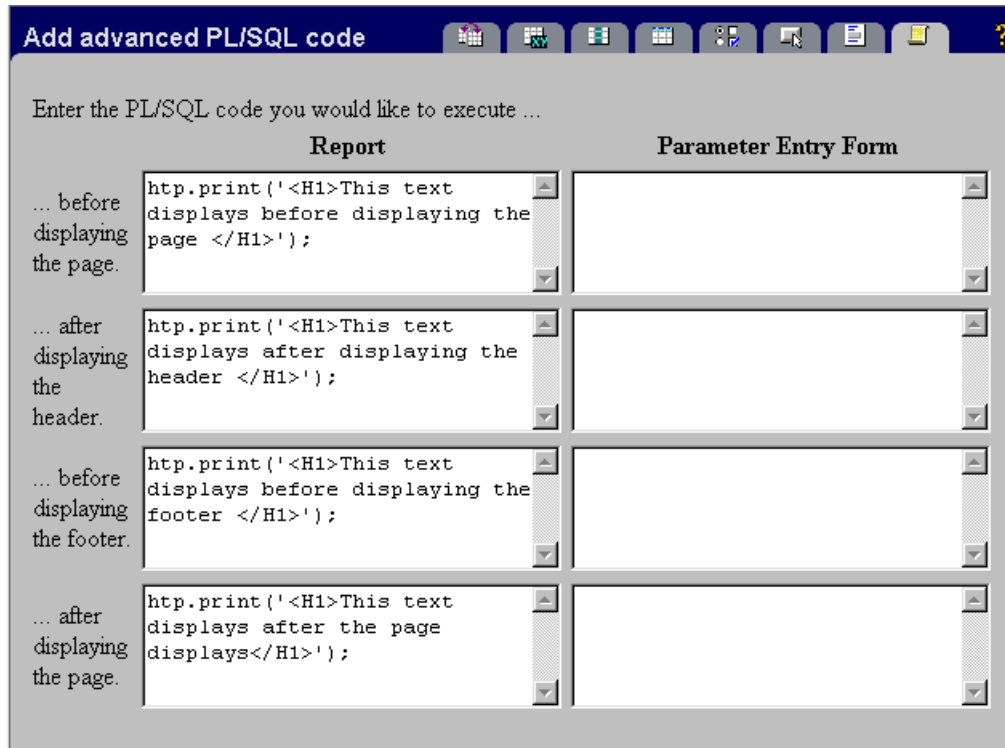 Add advanced PL/SQL code
XY
?
Enter the PL/SQL code you would like to execute ...
Report
Parameter Entry Form
... before
displaying
the page.
htp.print('<H1>This text
displays before displaying the
page </H1>');
... after
displaying
the
header.
htp.print('<H1>This text
displays after displaying the
header </H1>');
... before
displaying
the footer.
htp.print('<H1>This text
displays before displaying the
footer </H1>');
... after
displaying
the page.
htp.print('<H1>This text
displays after the page
displays</H1>');